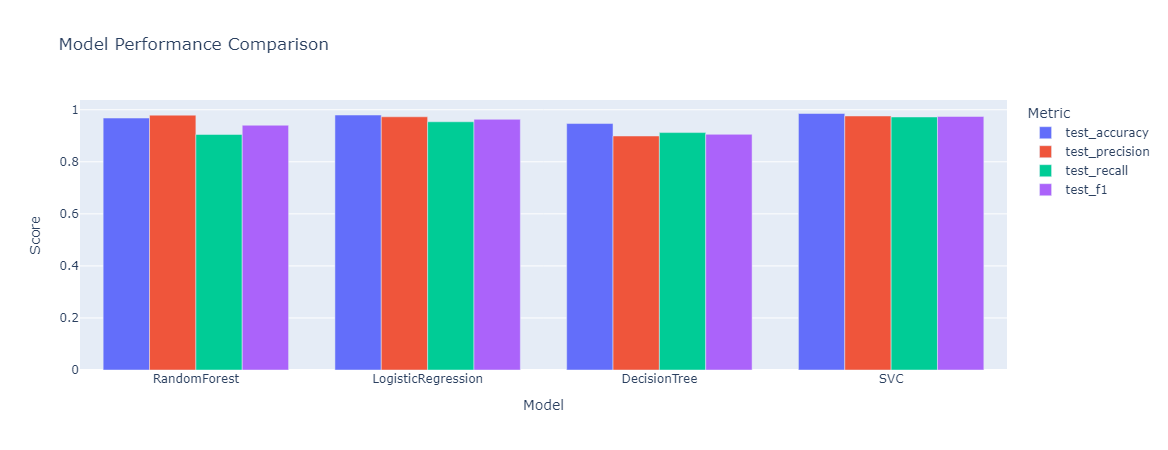 Model Performance Comparison
1
0.8
0.6
0.4
0.2
0
Score
RandomForest
LogisticRegression
DecisionTree
SVC
Model
Metric
test_accuracy
test_precision
test_recall
test_f1